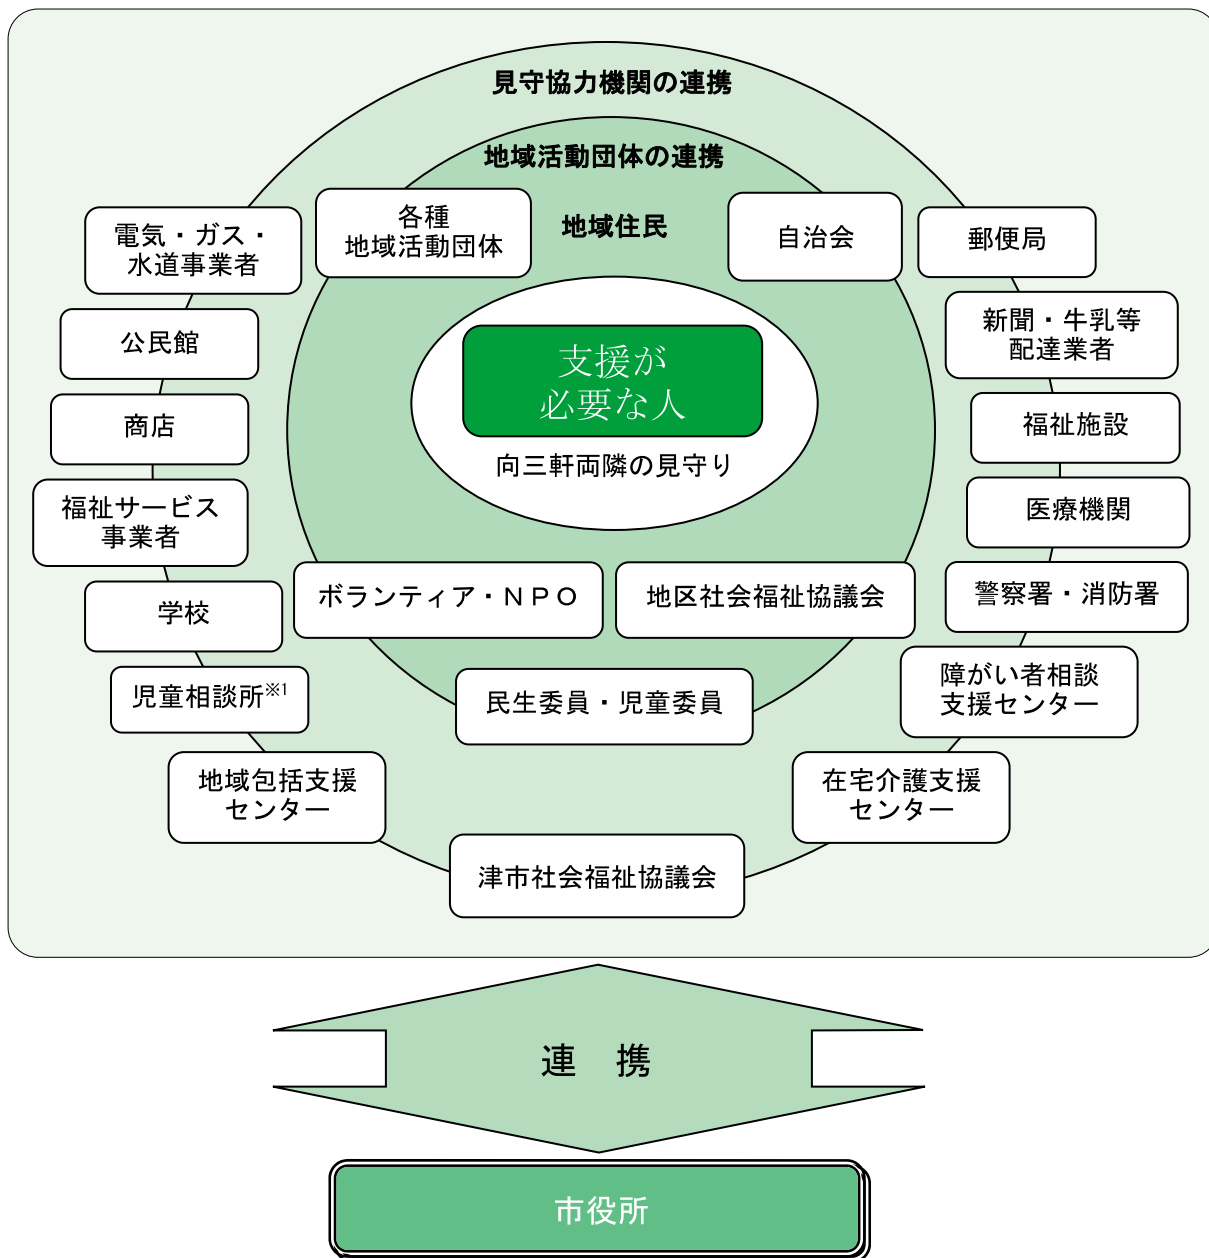 見守協力機関の連携
地域活動団体の連携
地域住民
各種
地域活動団体
自治会
電気・ガス・
水道事業者
郵便局
公民館
新聞・牛乳等
配達業者
支援が
必要な人
向三軒両隣の見守り
商店
福祉施設
福祉サービス
事業者
医療機関
学校
ボランティア・ＮＰＯ
地区社会福祉協議会
警察署・消防署
児童相談所※1
民生委員・児童委員
障がい者相談
支援センター
地域包括支援
センター
在宅介護支援
センター
津市社会福祉協議会
連　携
市役所